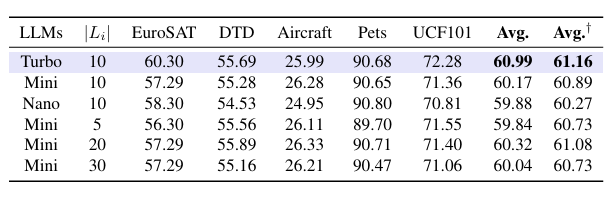 LLMs |L_i| EuroSAT DTD Aircraft Pets UCF101 Avg. Avg.†
Turbo 10 60.30 55.69 25.99 90.68 72.28 60.99 61.16
Mini 10 57.29 55.28 26.28 90.65 71.36 60.17 60.89
Nano 10 58.30 54.53 24.95 90.80 70.81 59.88 60.27
Mini 5 56.30 55.56 26.11 89.70 71.55 59.84 60.73
Mini 20 57.29 55.89 26.33 90.71 71.40 60.32 61.08
Mini 30 57.29 55.16 26.21 90.47 71.06 60.04 60.73